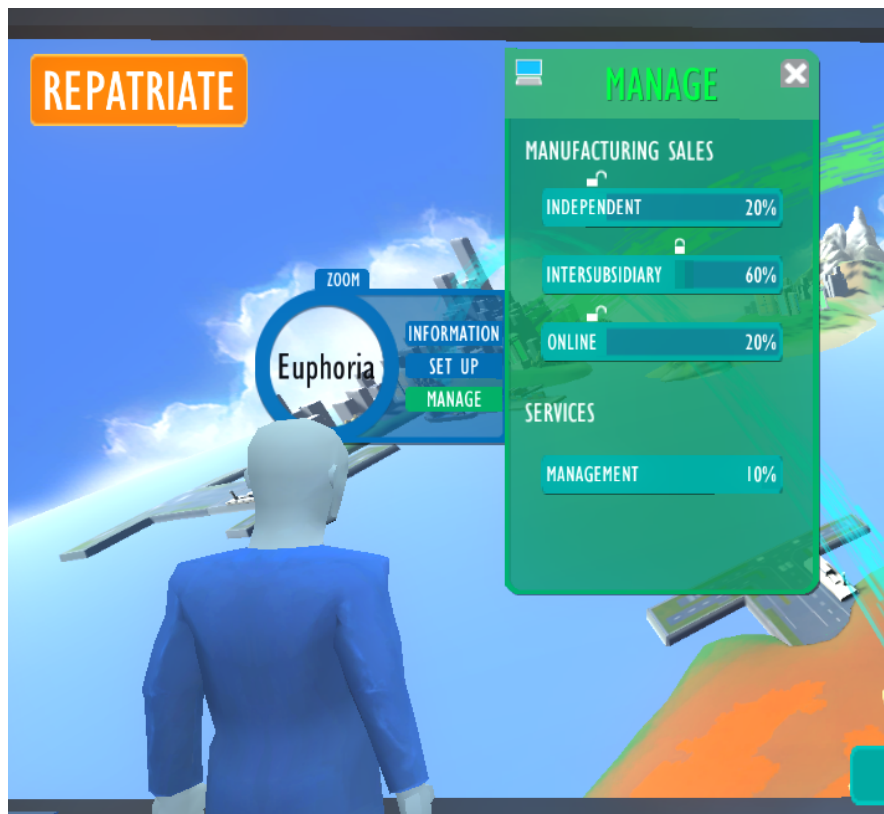 REPATRIATE
MANAGE
MANUFACTURING SALES
INDEPENDENT 20%
INTERSUBSIDIARY 60%
ONLINE 20%
SERVICES
MANAGEMENT 10%
ZOOM
Euphoria
INFORMATION
SET UP
MANAGE